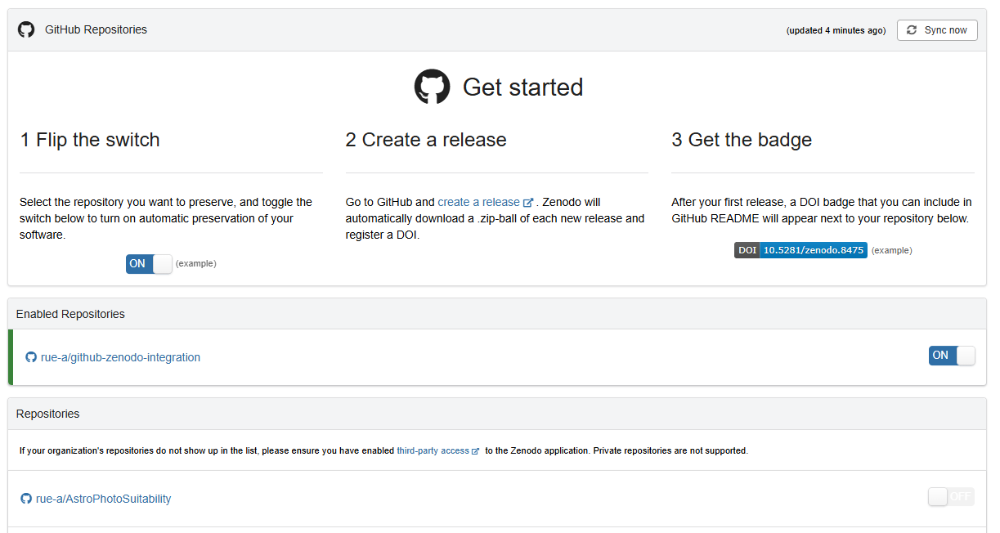 GitHub Repositories
(updated 4 minutes ago)
Sync now
Get started
1 Flip the switch
Select the repository you want to preserve, and toggle the
switch below to turn on automatic preservation of your
software.
ON
(example)
2 Create a release
Go to GitHub and create a release . Zenodo will
automatically download a .zip-ball of each new release and
register a DOI.
3 Get the badge
After your first release, a DOI badge that you can include in
GitHub README will appear next to your repository below.
DOI 10.5281/zenodo.8475 (example)
Enabled Repositories
rue-a/github-zenodo-integration
ON
Repositories
If your organization's repositories do not show up in the list, please ensure you have enabled third-party access to the Zenodo application. Private repositories are not supported.
rue-a/AstroPhotoSuitability
OFF